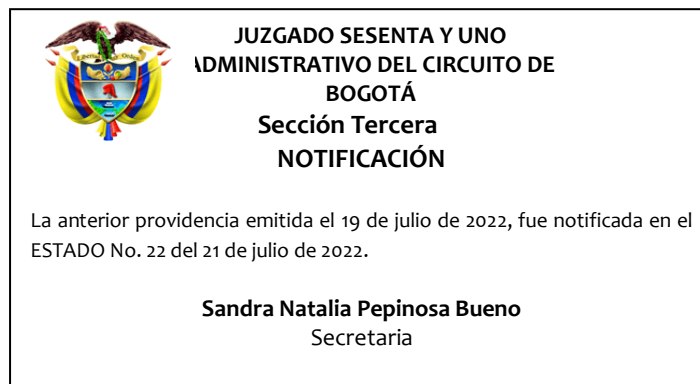 JUZGADO SESENTA Y UNO
ADMINISTRATIVO DEL CIRCUITO DE
BOGOTÁ
Sección Tercera
NOTIFICACIÓN
La anterior providencia emitida el 19 de julio de 2022, fue notificada en el
ESTADO No. 22 del 21 de julio de 2022.
Sandra Natalia Pepinosa Bueno
Secretaria